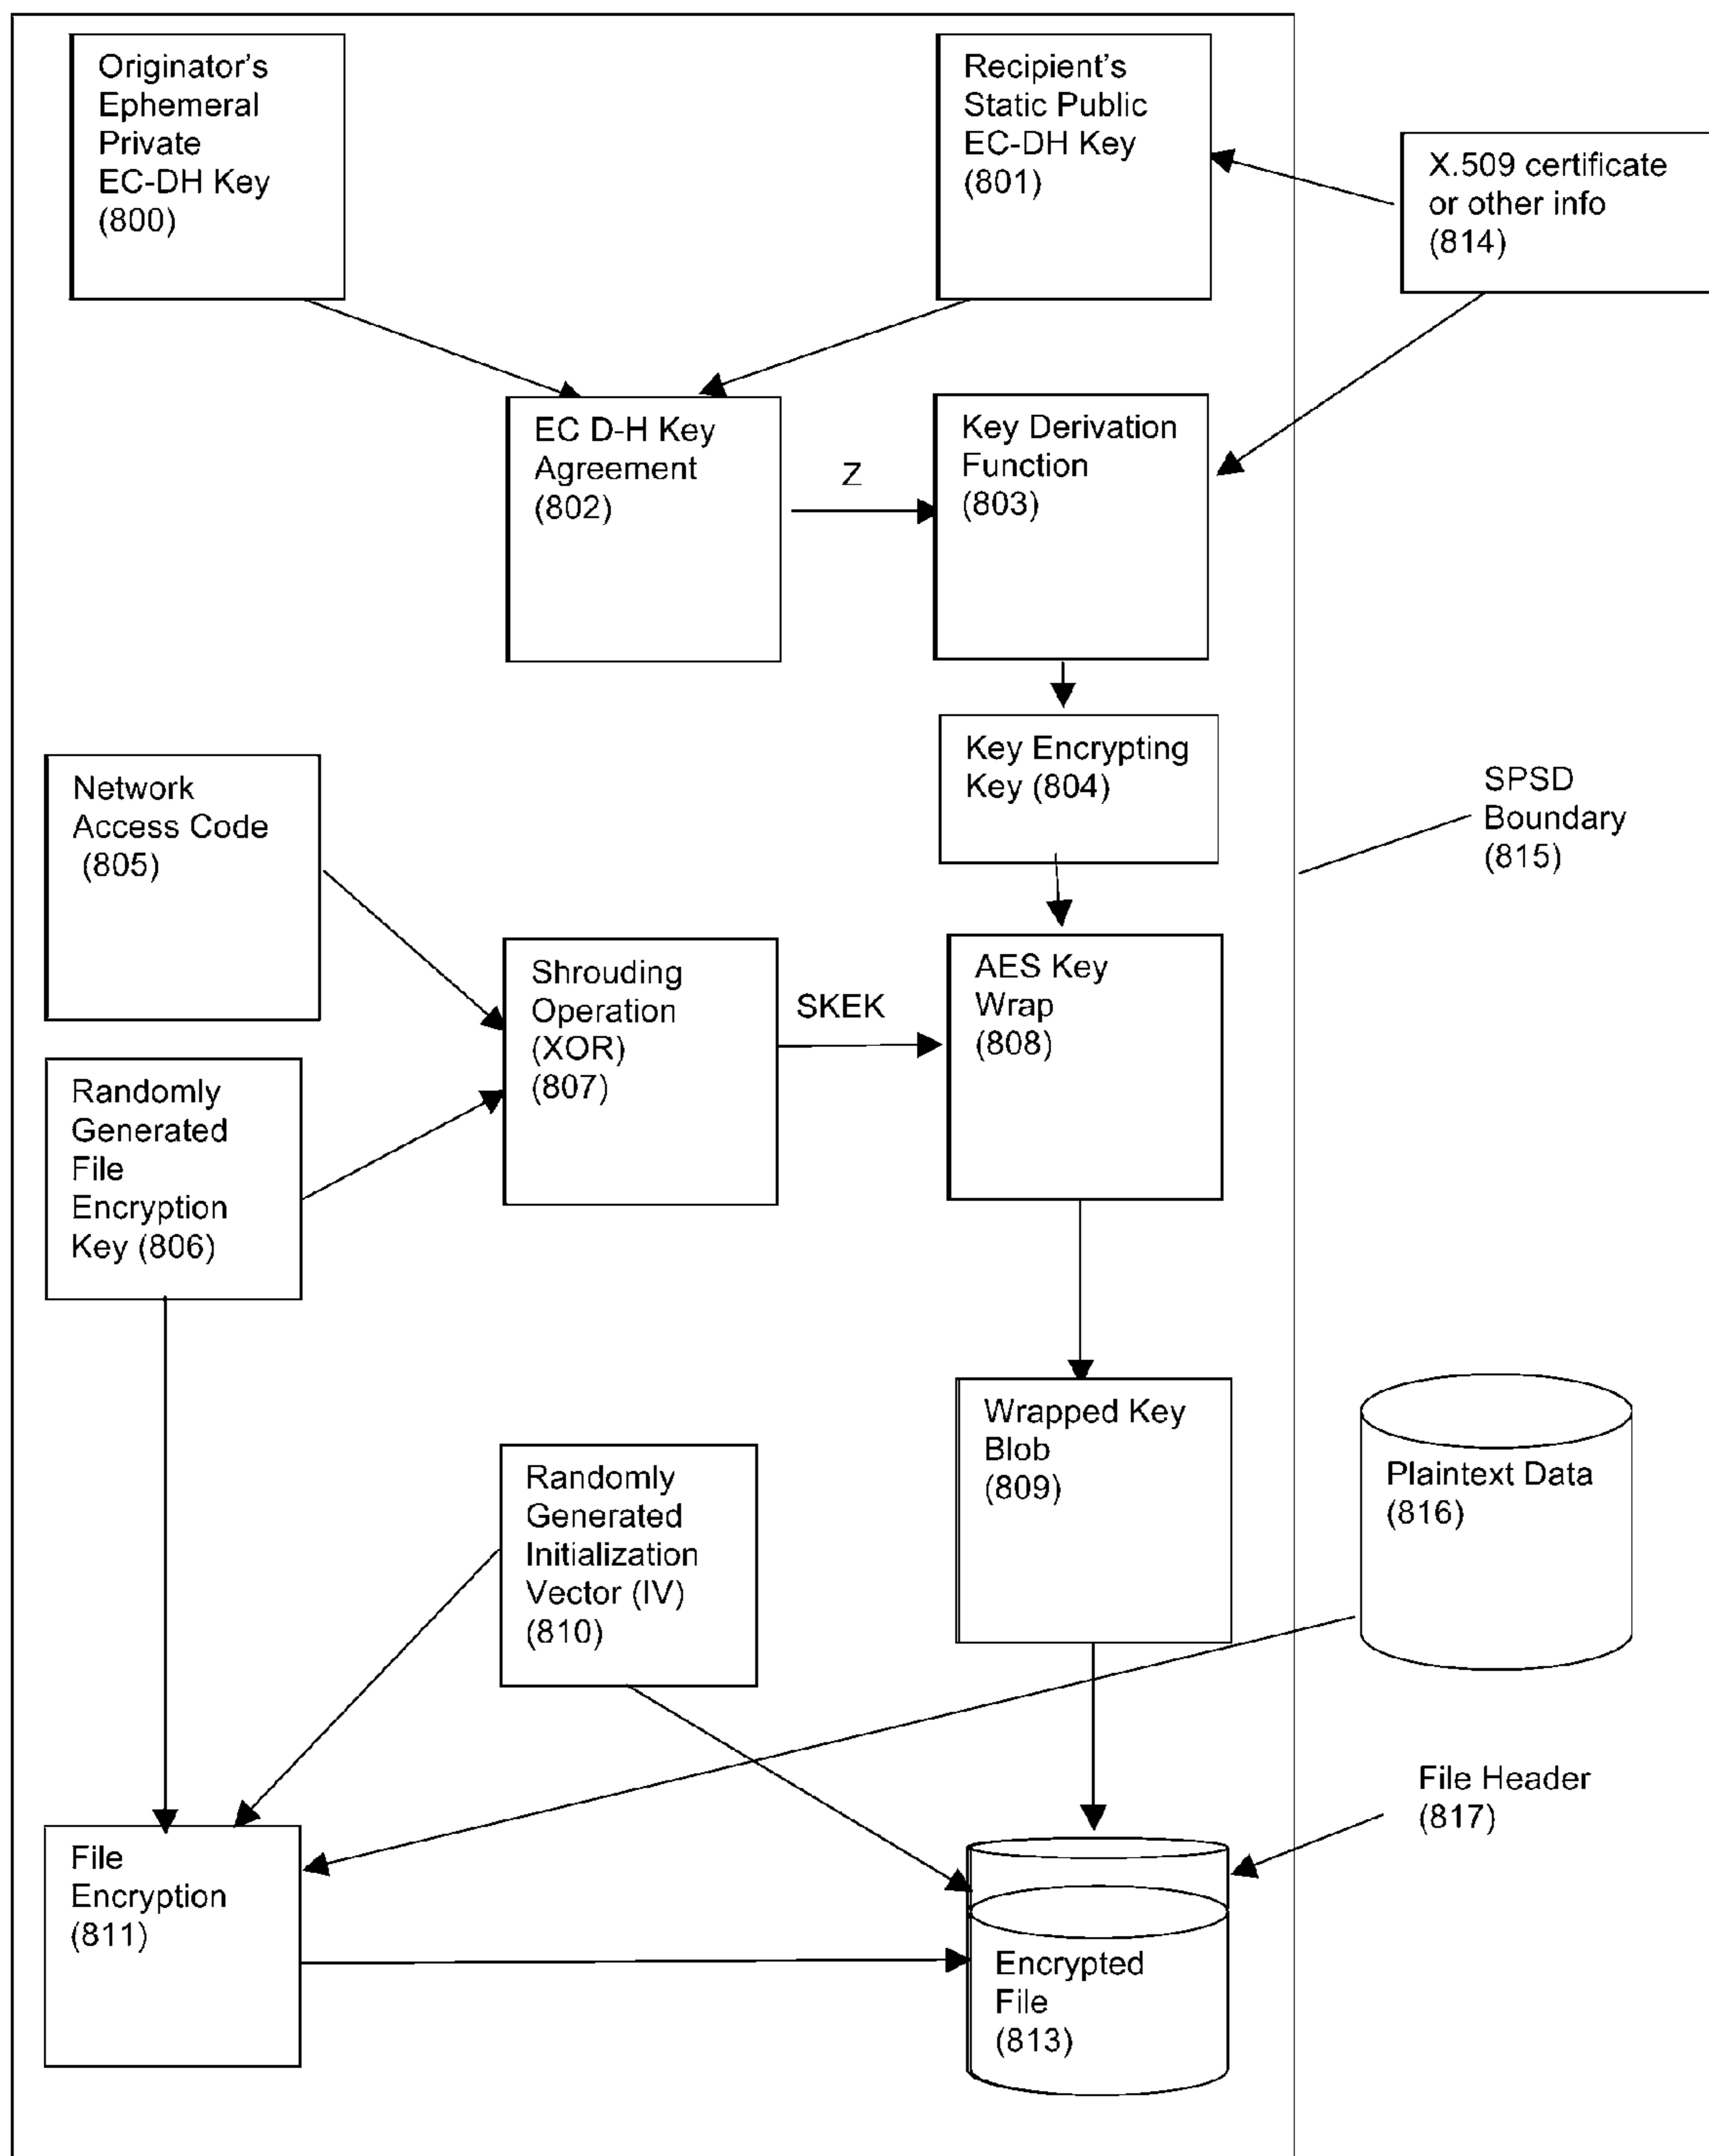 Originator's
Ephemeral
Private
EC-DH Key
(800)
Recipient's
Static Public
EC-DH Key
(801)
X.509 certificate
or other info
(814)
EC D-H Key
Agreement
(802)
Z
Key Derivation
Function
(803)
Key Encrypting
Key (804)
SPSD
Boundary
(815)
Network
Access Code
(805)
Shrouding
Operation
(XOR)
(807)
SKEK
AES Key
Wrap
(808)
Randomly
Generated
File
Encryption
Key (806)
Wrapped Key
Blob
(809)
Plaintext Data
(816)
Randomly
Generated
Initialization
Vector (IV)
(810)
File Header
(817)
File
Encryption
(811)
Encrypted
File
(813)